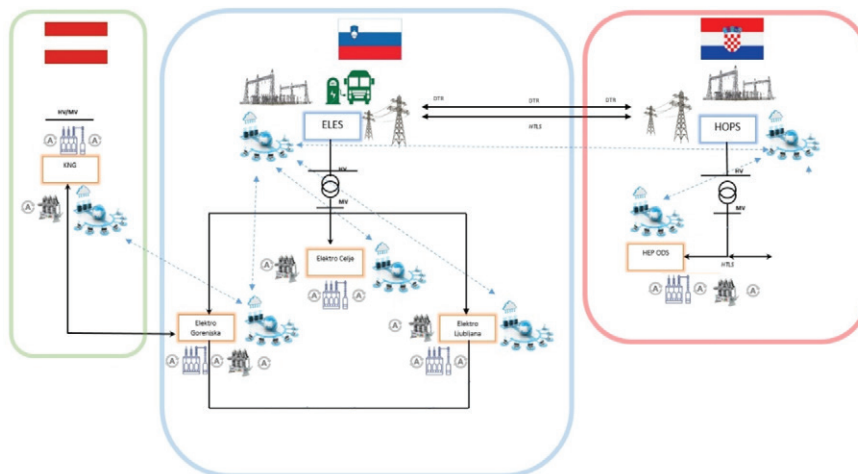 HV/MV
A
A
KNG
A
ELES
DTR
DTR
DTR
HTLS
HV
MV
Elektro Celje
A
A
A
Elektro
Gorenjska
A
A
A
Elektro
Ljubljana
A
A
A
HOPS
HV
MV
HEP ODS
HTLS
A
A
A